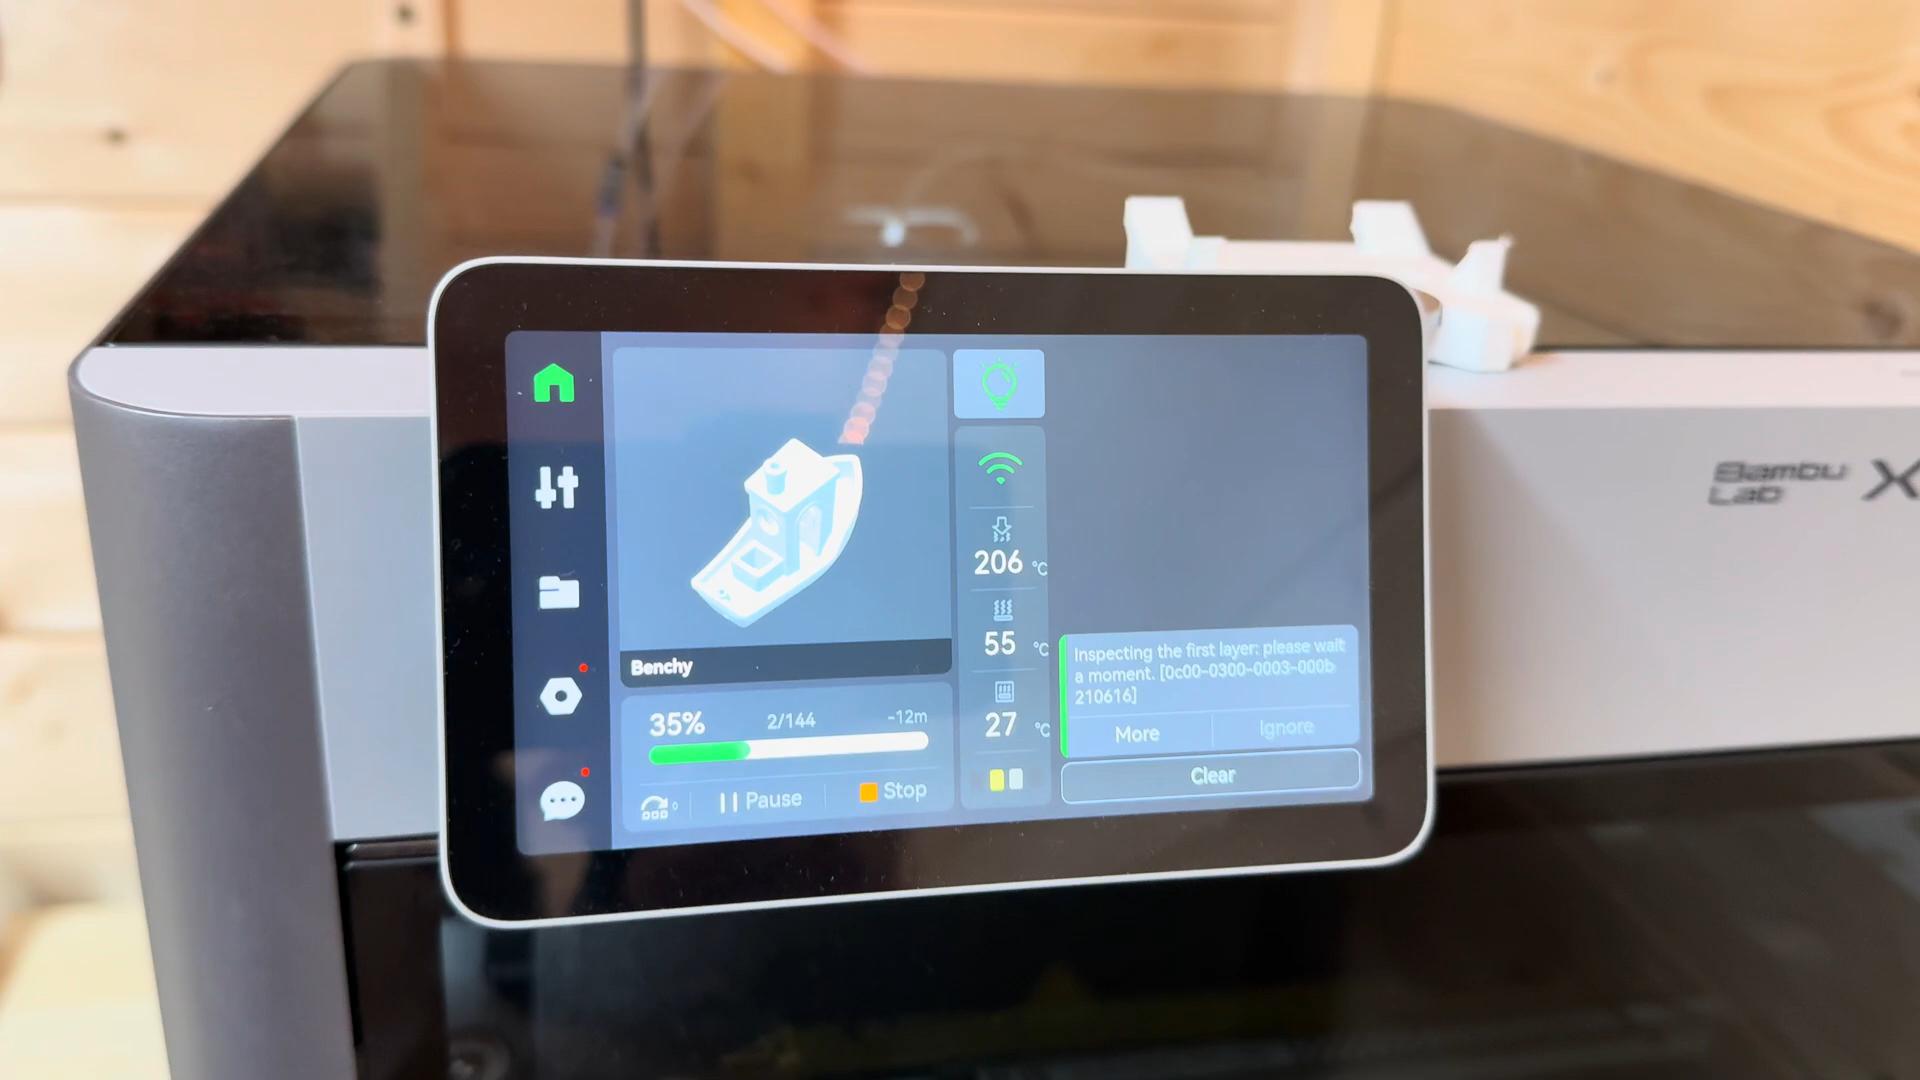 Bambu
Lab X
206 °C
55 °C
27 °C
Benchy
35% 2/144 -12m
0 Pause Stop
Inspecting the first layer: please wait
a moment. [0c00-0300-0003-000b
210616]
More Ignore
Clear